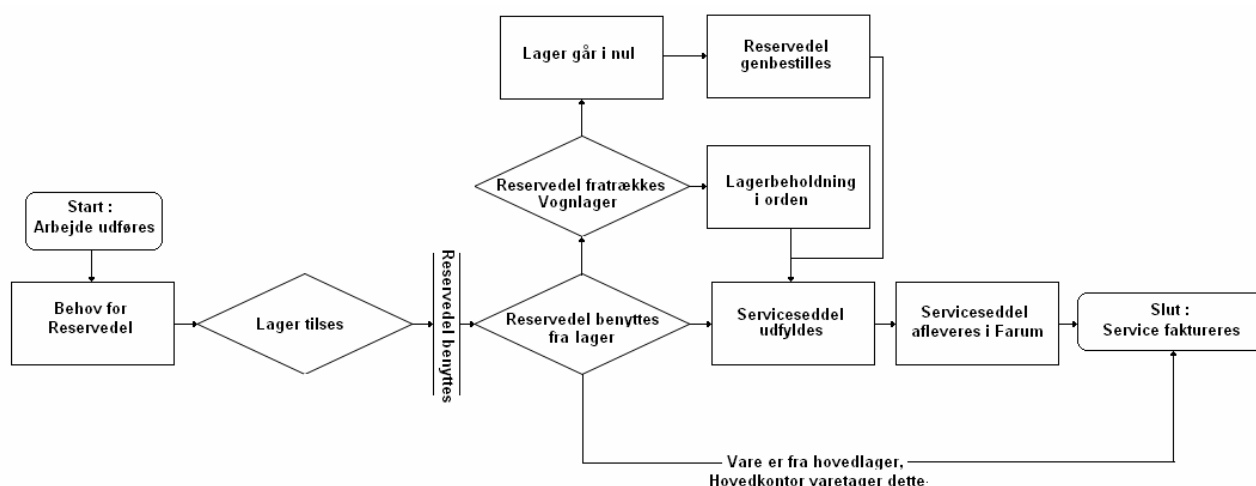 Lager går i nul
Reservedel
genbestilles
Reservedel fratrækkes
Vognlager
Lagerbeholdning
i orden
Start :
Arbejde udføres
Behov for
Reservedel
Lager tilses
Reservedel benyttes
Reservedel benyttes
fra lager
Serviceseddel
udfyldes
Serviceseddel
afleveres i Farum
Slut :
Service faktureres
Vare er fra hovedlager,
Hovedkontor varetager dette